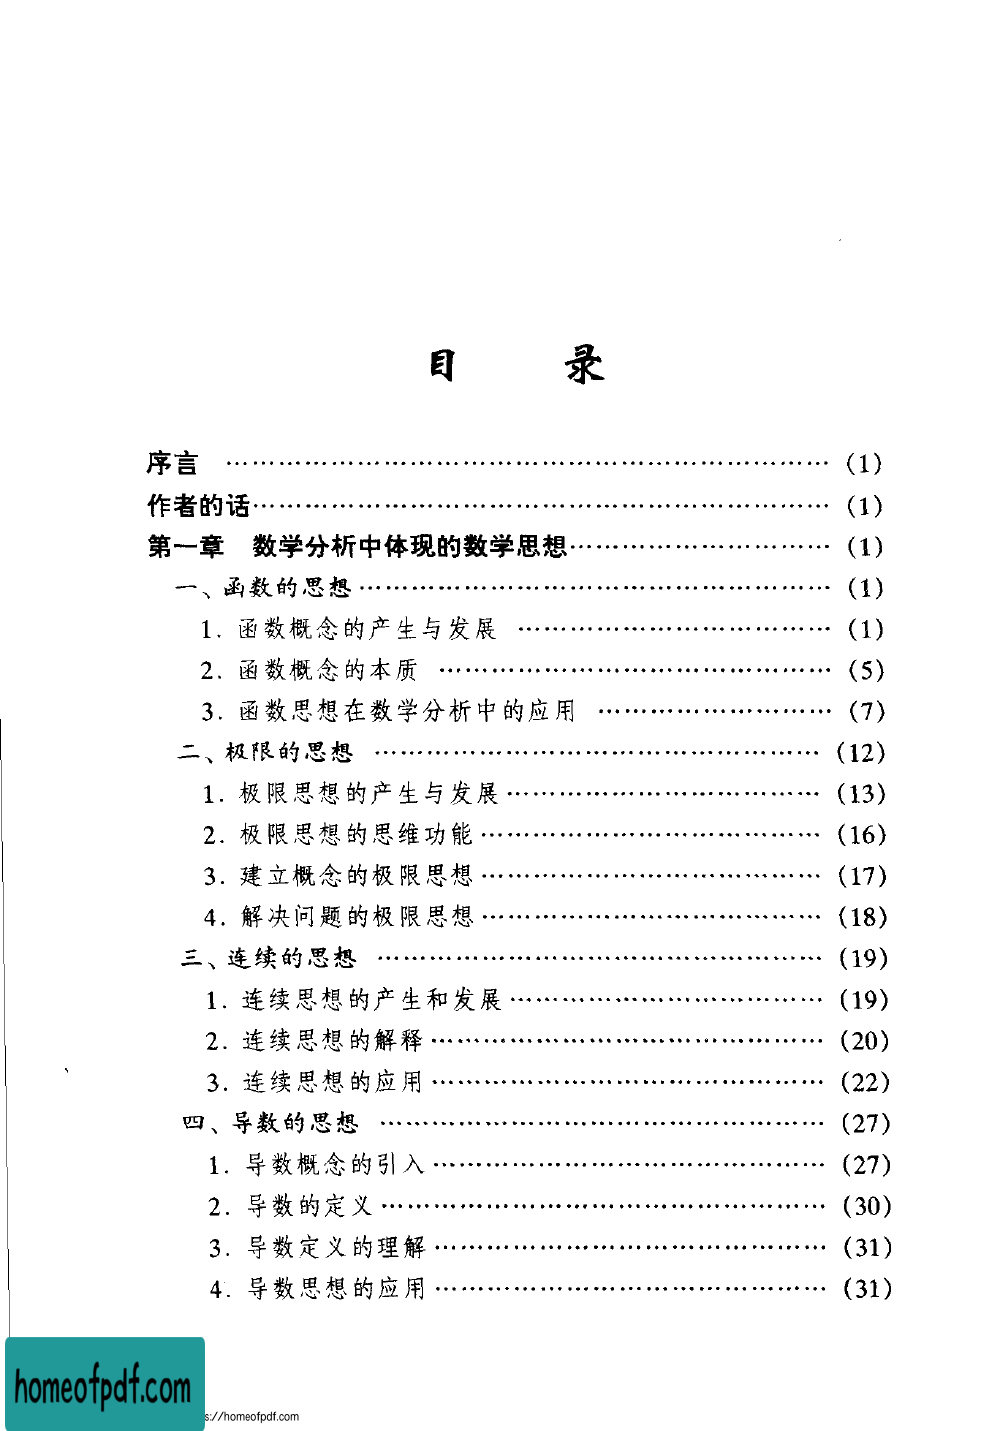 目 录
序言 …………………………………………………………… (1)
作者的话………………………………………………………… (1)
第一章 数学分析中体现的数学思想………………………… (1)
一、函数的思想……………………………………………… (1)
1. 函数概念的产生与发展 ……………………………… (1)
2. 函数概念的本质 ……………………………………… (5)
3. 函数思想在数学分析中的应用 ……………………… (7)
二、极限的思想 …………………………………………… (12)
1. 极限思想的产生与发展……………………………… (13)
2. 极限思想的思维功能………………………………… (16)
3. 建立概念的极限思想………………………………… (17)
4. 解决问题的极限思想………………………………… (18)
三、连续的思想 …………………………………………… (19)
1. 连续思想的产生和发展……………………………… (19)
2. 连续思想的解释……………………………………… (20)
3. 连续思想的应用……………………………………… (22)
四、导数的思想 …………………………………………… (27)
1. 导数概念的引入……………………………………… (27)
2. 导数的定义…………………………………………… (30)
3. 导数定义的理解……………………………………… (31)
4. 导数思想的应用……………………………………… (31)
homeofpdf.com
s://homeofpdf.com